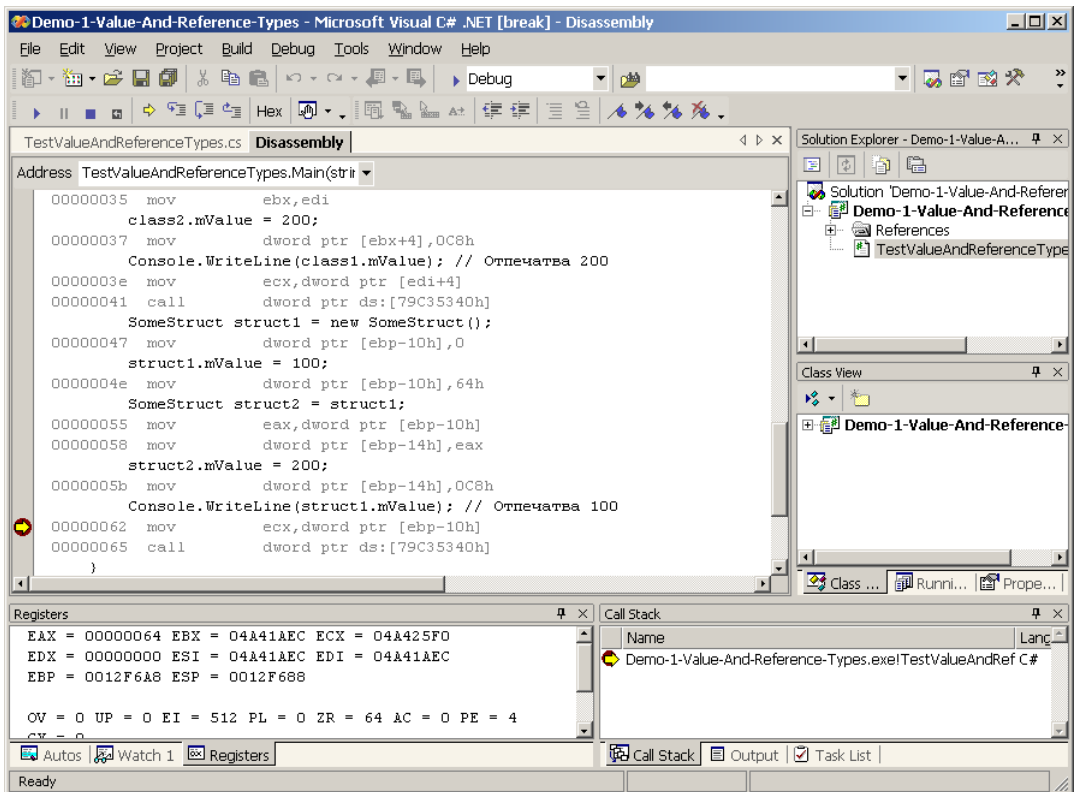 Demo-1-Value-And-Reference-Types - Microsoft Visual C# .NET [break] - Disassembly
File Edit View Project Build Debug Tools Window Help
Debug
Hex
TestValueAndReferenceTypes.cs Disassembly
Address TestValueAndReferenceTypes.Main(strir
00000035 mov ebx,edi
class2.mValue = 200;
00000037 mov dword ptr [ebx+4],0C8h
Console.WriteLine(class1.mValue); // Отпечатва 200
0000003e mov ecx,dword ptr [edi+4]
00000041 call dword ptr ds:[79C35340h]
SomeStruct struct1 = new SomeStruct();
00000047 mov dword ptr [ebp-10h],0
struct1.mValue = 100;
0000004e mov dword ptr [ebp-10h],64h
SomeStruct struct2 = struct1;
00000055 mov eax,dword ptr [ebp-10h]
00000058 mov dword ptr [ebp-14h],eax
struct2.mValue = 200;
0000005b mov dword ptr [ebp-14h],0C8h
Console.WriteLine(struct1.mValue); // Отпечатва 100
00000062 mov ecx,dword ptr [ebp-10h]
00000065 call dword ptr ds:[79C35340h]
}
Solution Explorer - Demo-1-Value-A...
Solution 'Demo-1-Value-And-Referer
Demo-1-Value-And-Reference
References
TestValueAndReferenceType
Class View
Demo-1-Value-And-Reference-
Class ... Runni... Prope...
Registers
EAX = 00000064 EBX = 04A41AEC ECX = 04A425F0
EDX = 00000000 ESI = 04A41AEC EDI = 04A41AEC
EBP = 0012F6A8 ESP = 0012F688
OV = 0 UP = 0 EI = 512 PL = 0 ZR = 64 AC = 0 PE = 4
CY = 0
Autos Watch 1 Registers
Call Stack
Name Lang
Demo-1-Value-And-Reference-Types.exe!TestValueAndRef C#
Call Stack Output Task List
Ready